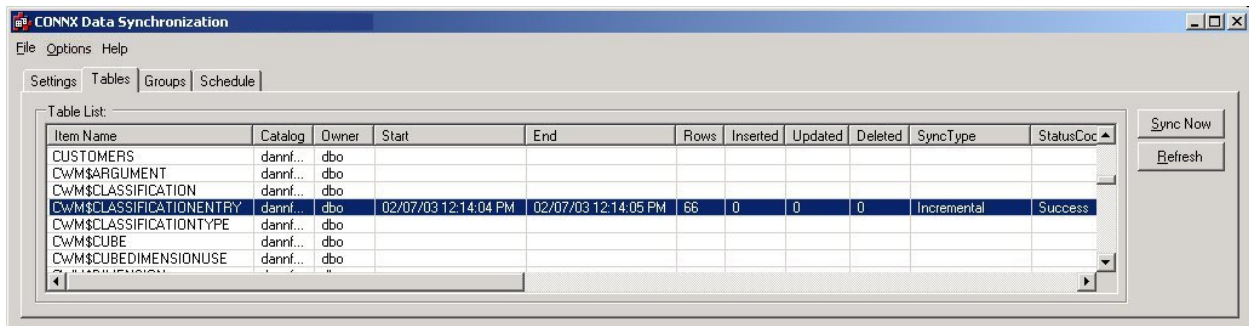 CONNX Data Synchronization
File Options Help
Settings Tables Groups Schedule
Table List:
Item Name Catalog Owner Start End Rows Inserted Updated Deleted SyncType StatusCoc
Sync Now
CUSTOMERS dannf... dbo
Refresh
CWM$ARGUMENT dannf... dbo
CWM$CLASSIFICATION dannf... dbo
CWM$CLASSIFICATIONENTRY dannf... dbo 02/07/03 12:14:04 PM 02/07/03 12:14:05 PM 66 0 0 0 Incremental Success
CWM$CLASSIFICATIONTYPE dannf... dbo
CWM$CUBE dannf... dbo
CWM$CUBEDIMENSIONUSE dannf... dbo